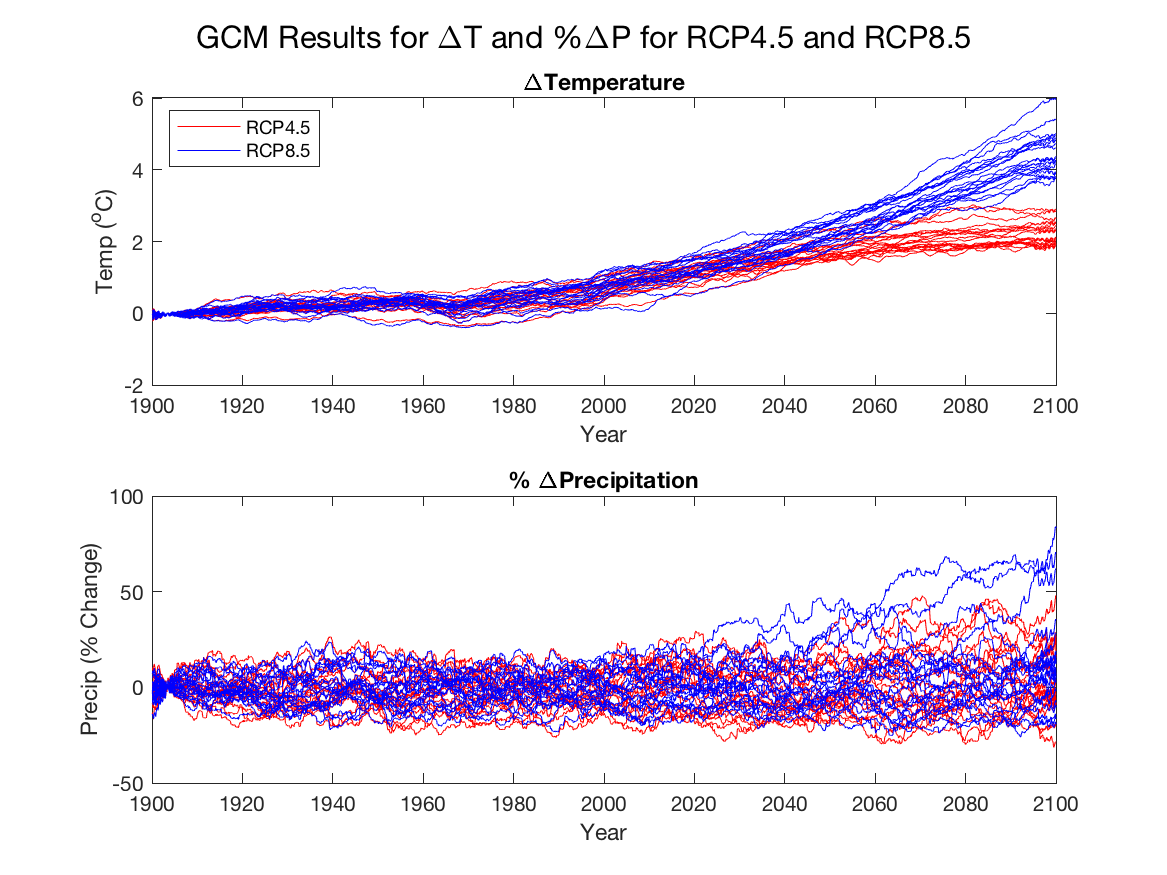 GCM Results for ΔT and %ΔP for RCP4.5 and RCP8.5
ΔTemperature
RCP4.5
RCP8.5
Temp (°C)
6
4
2
0
-2
1900 1920 1940 1960 1980 2000 2020 2040 2060 2080 2100
Year
% ΔPrecipitation
Precip (% Change)
100
50
0
-50
1900 1920 1940 1960 1980 2000 2020 2040 2060 2080 2100
Year